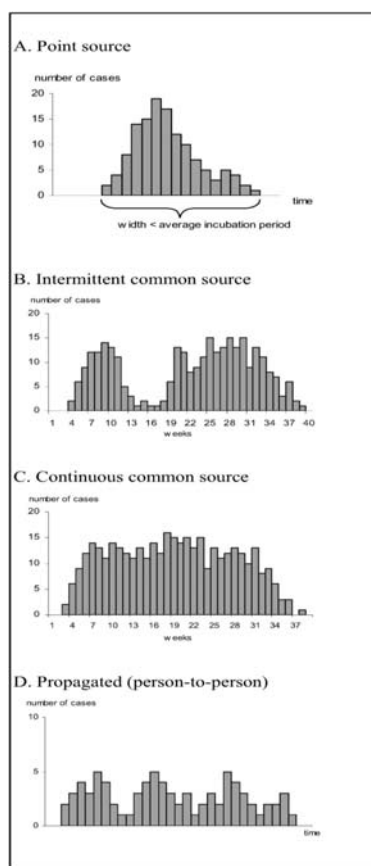 A. Point source
number of cases
20
15
10
5
0
time
width < average incubation period
B. Intermittent common source
number of cases
20
15
10
5
0
1 4 7 10 13 16 19 22 25 28 31 34 37 40
weeks
C. Continuous common source
number of cases
20
15
10
5
0
1 4 7 10 13 16 19 22 25 28 31 34 37
weeks
D. Propagated (person-to-person)
number of cases
10
5
0
time